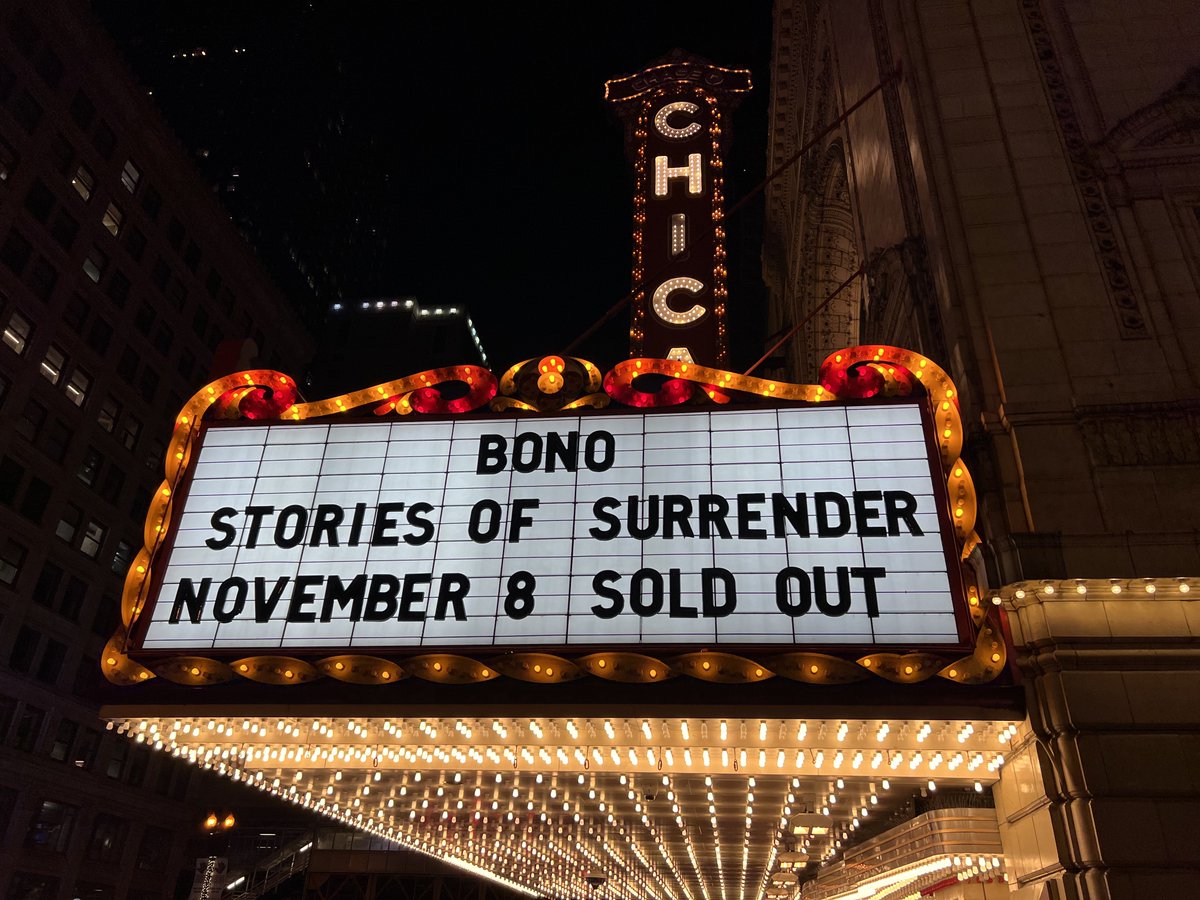 CHICA
BONO
STORIES OF SURRENDER
NOVEMBER 8 SOLD OUT